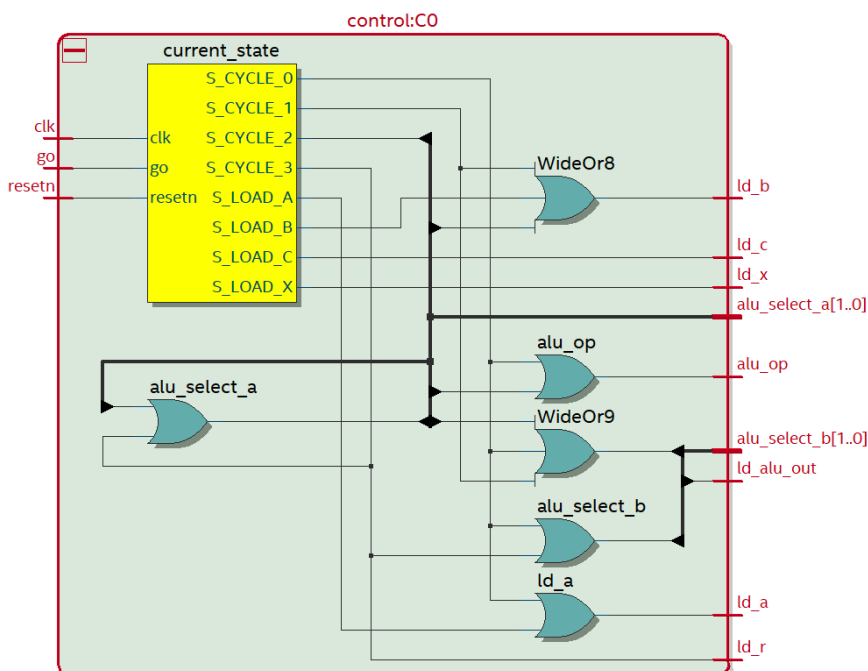 control:C0
current_state
S_CYCLE_0
S_CYCLE_1
clk
clk
S_CYCLE_2
go
go
S_CYCLE_3
WideOr8
resetn
resetn
S_LOAD_A
ld_b
S_LOAD_B
S_LOAD_C
ld_c
S_LOAD_X
ld_x
alu_select_a[1..0]
alu_op
alu_op
alu_select_a
WideOr9
alu_select_b[1..0]
ld_alu_out
alu_select_b
ld_a
ld_a
ld_r